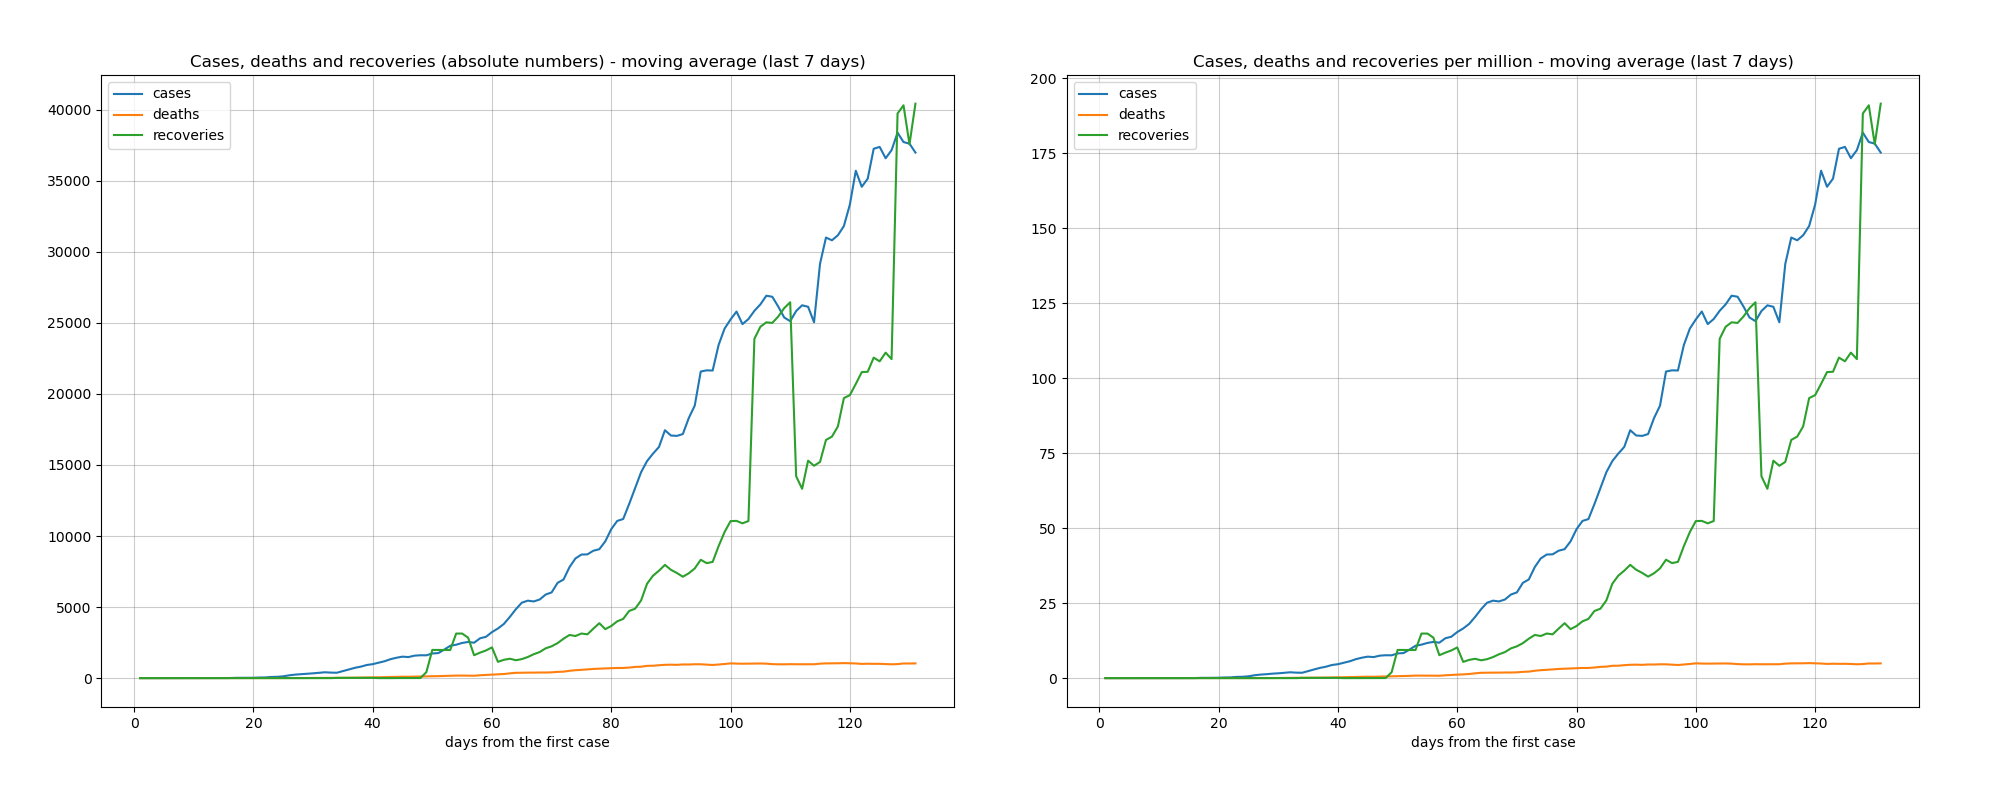 Cases, deaths and recoveries (absolute numbers) - moving average (last 7 days)
cases
deaths
recoveries
40000
35000
30000
25000
20000
15000
10000
5000
0
0 20 40 60 80 100 120
days from the first case
Cases, deaths and recoveries per million - moving average (last 7 days)
cases
deaths
recoveries
200
175
150
125
100
75
50
25
0
0 20 40 60 80 100 120
days from the first case